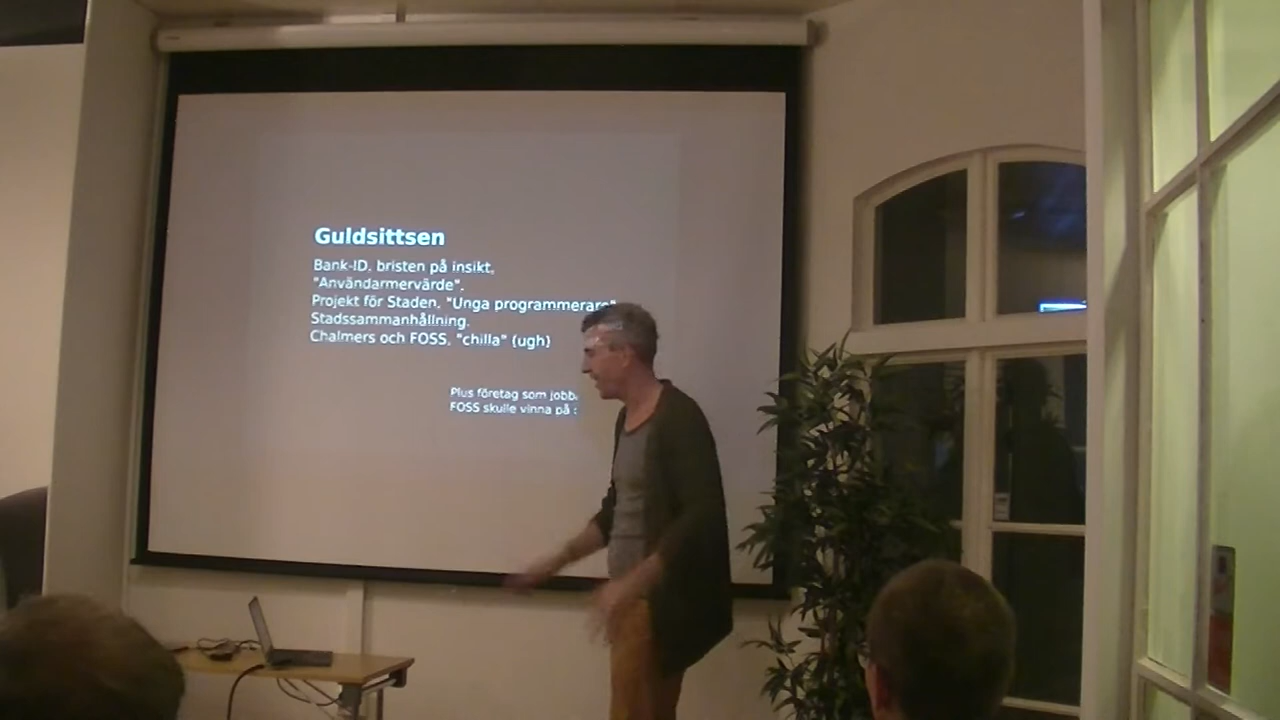 Guldsittsen
Bank-ID, bristen på insikt,
"Användarmervärde".
Projekt för Staden, "Unga programmerare"
Stadssammanhållning.
Chalmers och FOSS, "chilla" (ugh)
Plus företag som jobba
FOSS skulle vinna på